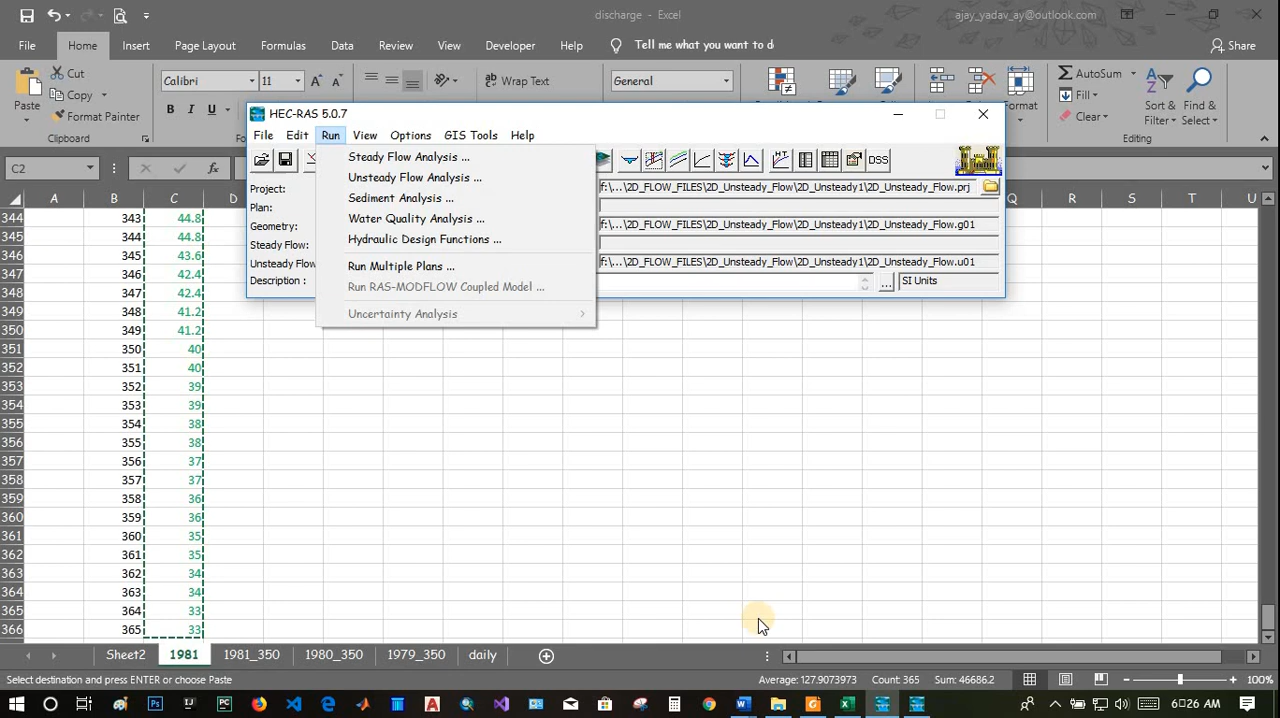 discharge - Excel
ajay_yadav_ay@outlook.com
File Home Insert Page Layout Formulas Data Review View Developer Help Tell me what you want to d Share
Cut
Copy
Format Painter
Paste
Clipboard
Calibri 11
B I U
ab Wrap Text
General
Format
AutoSum
Fill
Clear
Sort & Filter
Find & Select
Editing
C2
fx
A B C D Q R S T U
HEC-RAS 5.0.7
File Edit Run View Options GIS Tools Help
DSS
Steady Flow Analysis ...
Unsteady Flow Analysis ...
Sediment Analysis ...
Water Quality Analysis ...
Hydraulic Design Functions ...
Run Multiple Plans ...
Run RAS-MODFLOW Coupled Model ...
Uncertainty Analysis
Project: f:\...\2D_FLOW_FILES\2D_Unsteady_Flow\2D_Unsteady1\2D_Unsteady_Flow.prj
Plan:
Geometry: f:\...\2D_FLOW_FILES\2D_Unsteady_Flow\2D_Unsteady1\2D_Unsteady_Flow.g01
Steady Flow:
Unsteady Flow f:\...\2D_FLOW_FILES\2D_Unsteady_Flow\2D_Unsteady1\2D_Unsteady_Flow.u01
Description : ... SI Units
344 343 44.8
345 344 44.8
346 345 43.6
347 346 42.4
348 347 42.4
349 348 41.2
350 349 41.2
351 350 40
352 351 40
353 352 39
354 353 39
355 354 38
356 355 38
357 356 37
358 357 37
359 358 36
360 359 36
361 360 35
362 361 35
363 362 34
364 363 34
365 364 33
366 365 33
Sheet2 1981 1981_350 1980_350 1979_350 daily
Select destination and press ENTER or choose Paste Average: 127.9073973 Count: 365 Sum: 46686.2 100%
6:26 AM